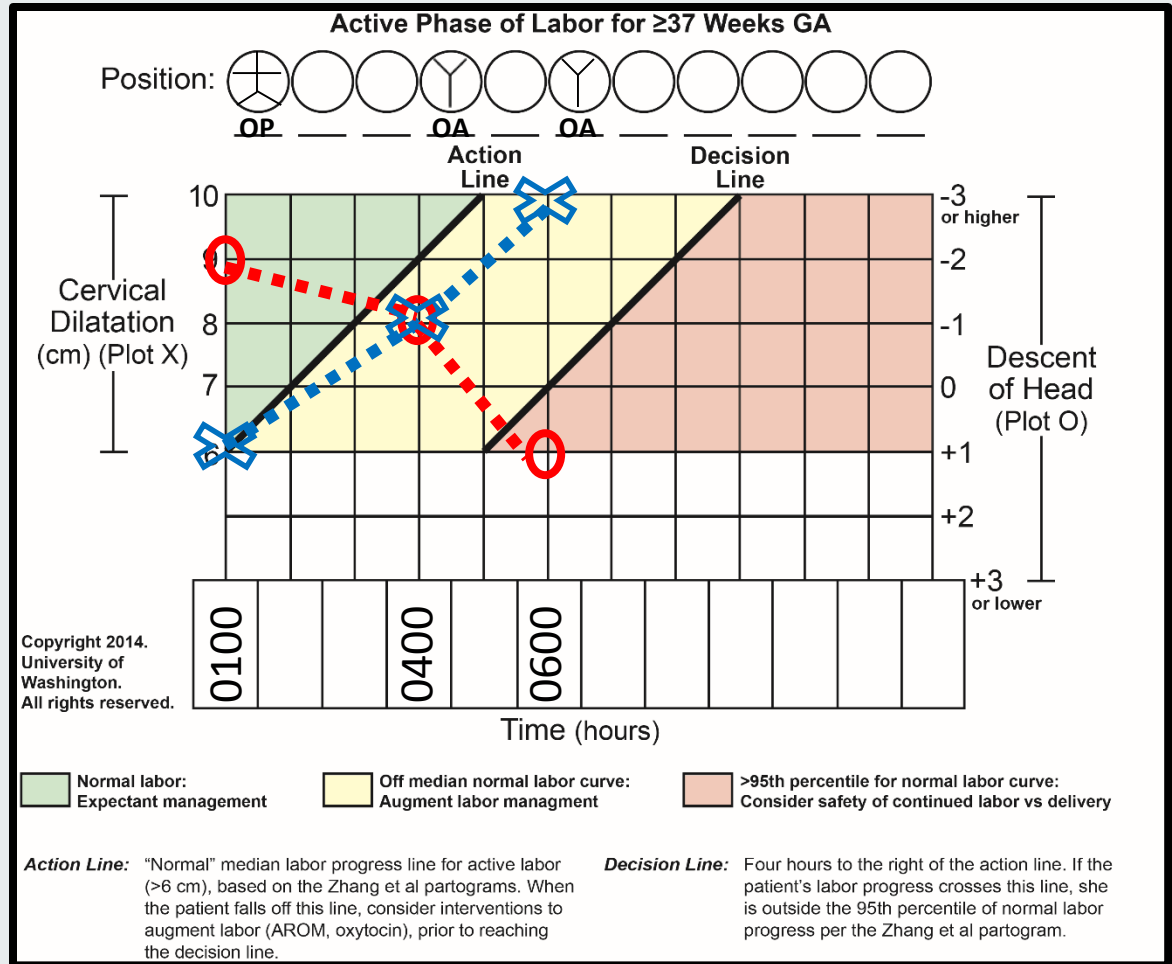 Active Phase of Labor for ≥37 Weeks GA
Position:
OP OA OA
Action
Line
Decision
Line
10
9
8
7
6
Cervical
Dilatation
(cm) (Plot X)
-3
or higher
-2
-1
0
+1
+2
+3
or lower
Descent
of Head
(Plot O)
0100 0400 0600
Time (hours)
Copyright 2014.
University of
Washington.
All rights reserved.
Normal labor:
Expectant management
Off median normal labor curve:
Augment labor managment
>95th percentile for normal labor curve:
Consider safety of continued labor vs delivery
Action Line: “Normal” median labor progress line for active labor
(>6 cm), based on the Zhang et al partograms. When
the patient falls off this line, consider interventions to
augment labor (AROM, oxytocin), prior to reaching
the decision line.
Decision Line: Four hours to the right of the action line. If the
patient’s labor progress crosses this line, she
is outside the 95th percentile of normal labor
progress per the Zhang et al partogram.